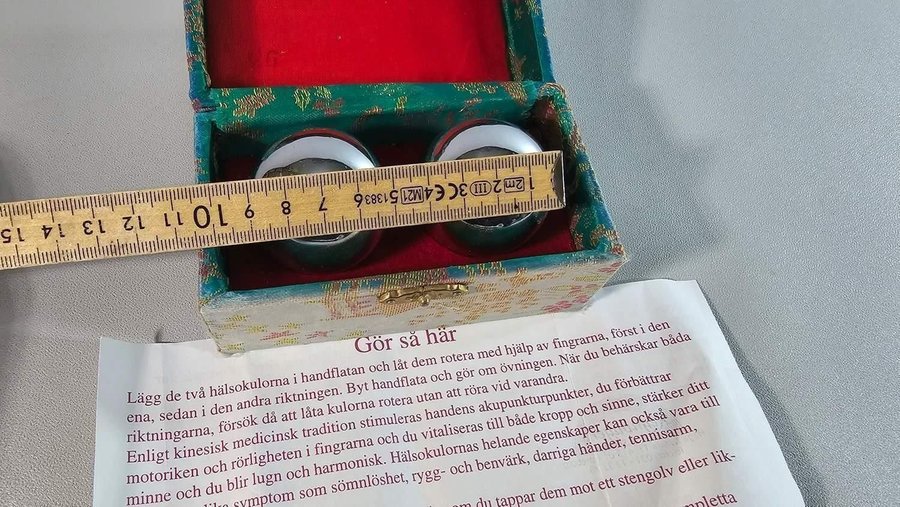 15 14 13 12 11 10 9 8 7 6 513836 5 M21 4 CE 3 III 2 2m 1
Gör så här
Lägg de två hälsokulorna i handflatan och låt dem rotera med hjälp av fingrarna, först i den
ena, sedan i den andra riktningen. Byt handflata och gör om övningen. När du behärskar båda
riktningarna, försök då att låta kulorna rotera utan att röra vid varandra.
Enligt kinesisk medicinsk tradition stimuleras handens akupunkturpunkter, du förbättrar
motoriken och rörligheten i fingrarna och du vitaliseras till både kropp och sinne, stärker ditt
minne och du blir lugn och harmonisk. Hälsokulornas helande egenskaper kan också vara till
symptom som sömnlöshet, rygg- och benvärk, darriga händer, tennisarm,
om du tappar dem mot ett stengolv eller lik-